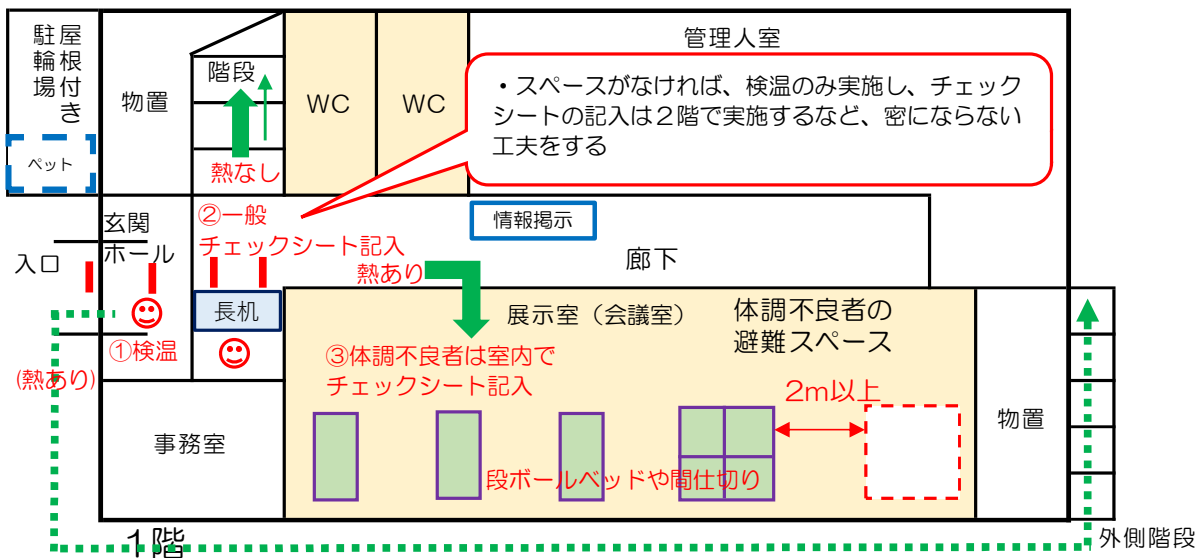 屋根付き
駐輪場
ペット
物置
階段
熱なし
WC
WC
管理人室
・スペースがなければ、検温のみ実施し、チェック
シートの記入は２階で実施するなど、密にならない
工夫をする
玄関
ホール
入口
②一般
チェックシート記入
熱あり
情報掲示
廊下
長机
①検温
(熱あり)
展示室（会議室）
体調不良者の
避難スペース
③体調不良者は室内で
チェックシート記入
2m以上
物置
事務室
段ボールベッドや間仕切り
１階
外側階段